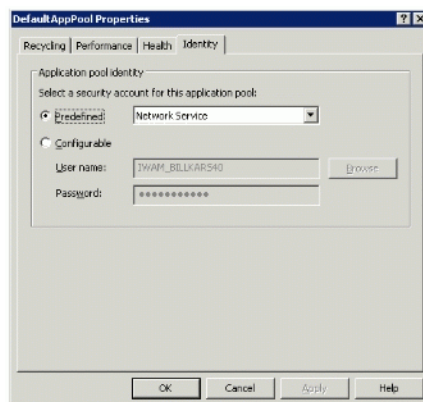 DefaultAppPool Properties
Recycling Performance Health Identity
Application pool identity
Select a security account for this application pool:
Predefined Network Service
Configurable
User name: IWAM_BILLKARS40 Browse
Password: ●●●●●●●●●●●
OK Cancel Apply Help